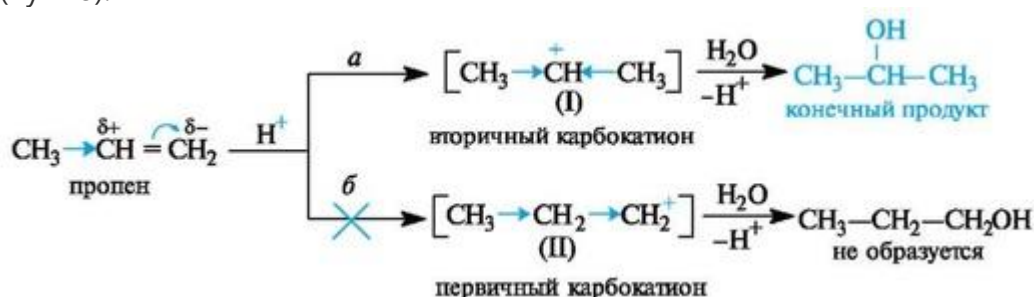 а
CH₃→CH←CH₃
+
H₂O
–H⁺
OH
CH₃–CH–CH₃
(I)
конечный продукт
вторичный карбокатион
δ+ δ–
CH₃→CH=CH₂
H⁺
пропен
б
CH₃→CH₂→CH₂⁺
H₂O
–H⁺
CH₃–CH₂–CH₂OH
(II)
не образуется
первичный карбокатион